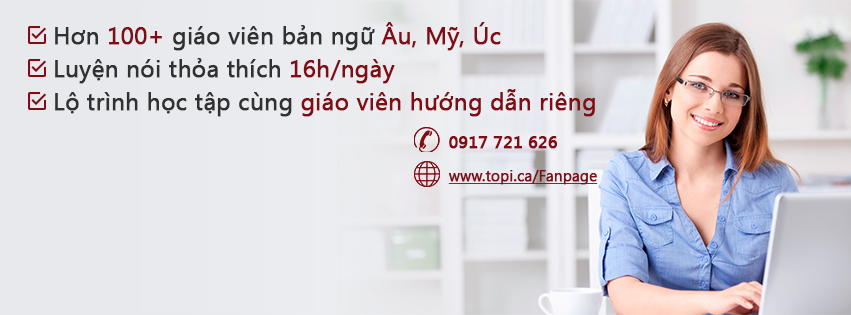 Hơn 100+ giáo viên bản ngữ Âu, Mỹ, Úc
Luyện nói thỏa thích 16h/ngày
Lộ trình học tập cùng giáo viên hướng dẫn riêng
0917 721 626
www.topi.ca/Fanpage